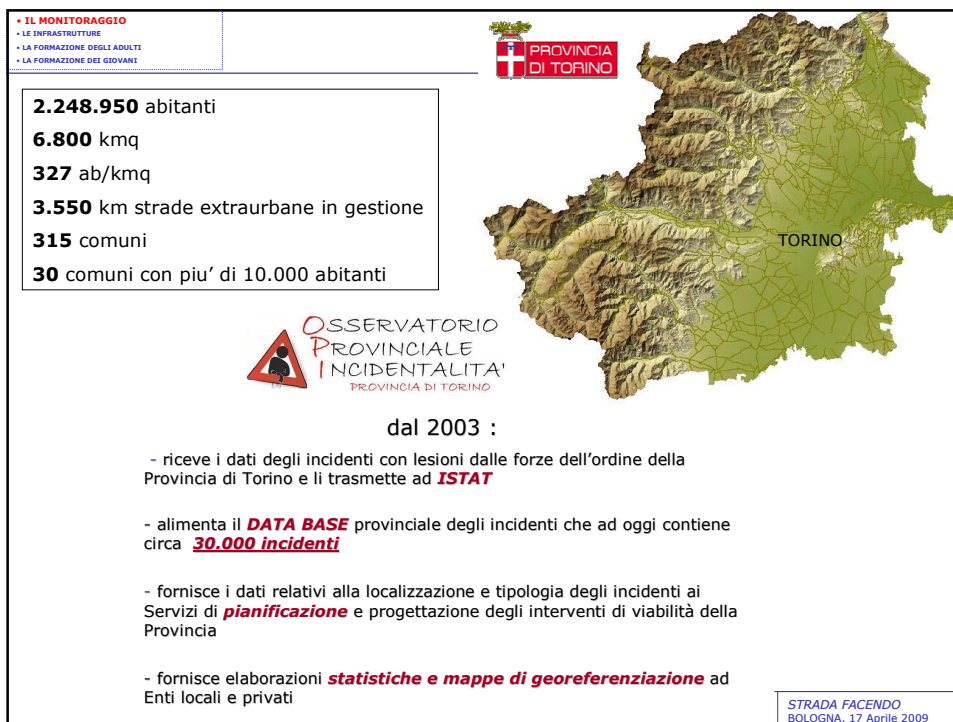 • IL MONITORAGGIO
• LE INFRASTRUTTURE
• LA FORMAZIONE DEGLI ADULTI
• LA FORMAZIONE DEI GIOVANI
PROVINCIA
DI TORINO
2.248.950 abitanti
6.800 kmq
327 ab/kmq
3.550 km strade extraurbane in gestione
315 comuni
30 comuni con piu' di 10.000 abitanti
TORINO
OSSERVATORIO
PROVINCIALE
INCIDENTALITA'
PROVINCIA DI TORINO
dal 2003 :
- riceve i dati degli incidenti con lesioni dalle forze dell'ordine della
Provincia di Torino e li trasmette ad ISTAT
- alimenta il DATA BASE provinciale degli incidenti che ad oggi contiene
circa 30.000 incidenti
- fornisce i dati relativi alla localizzazione e tipologia degli incidenti ai
Servizi di pianificazione e progettazione degli interventi di viabilità della
Provincia
- fornisce elaborazioni statistiche e mappe di georeferenziazione ad
Enti locali e privati
STRADA FACENDO
BOLOGNA, 17 Aprile 2009